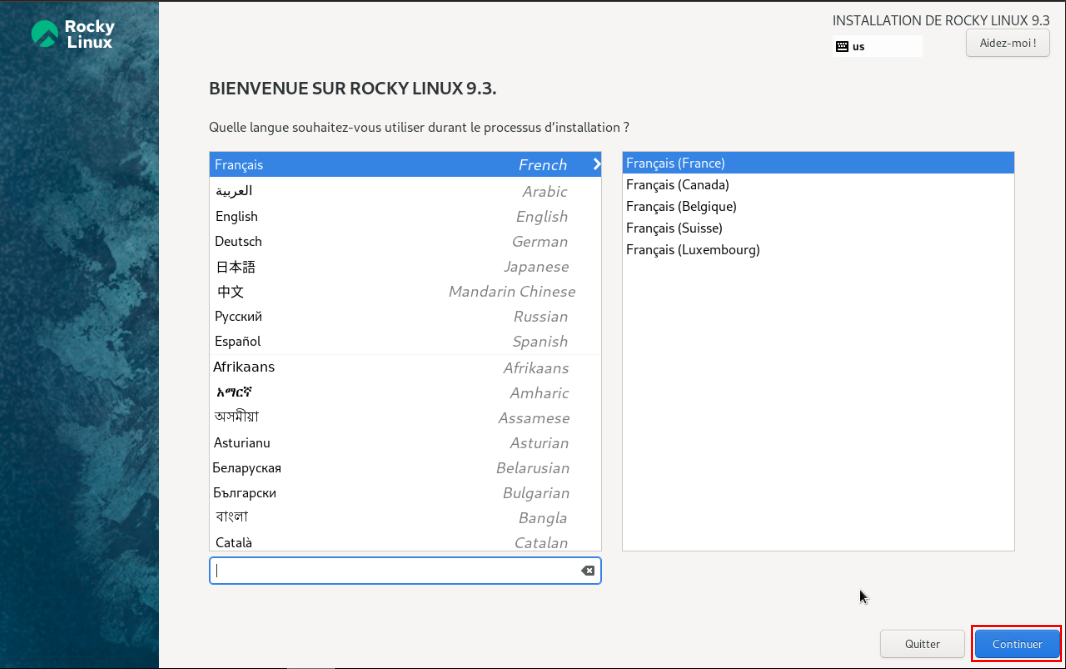 Rocky
Linux
INSTALLATION DE ROCKY LINUX 9.3
us
Aidez-moi !
BIENVENUE SUR ROCKY LINUX 9.3.
Quelle langue souhaitez-vous utiliser durant le processus d'installation ?
Français French
العربية Arabic
English English
Deutsch German
日本語 Japanese
中文 Mandarin Chinese
Русский Russian
Español Spanish
Afrikaans Afrikaans
አማርኛ Amharic
অসমীয়া Assamese
Asturianu Asturian
Беларуская Belarusian
Български Bulgarian
বাংলা Bangla
Català Catalan
Français (France)
Français (Canada)
Français (Belgique)
Français (Suisse)
Français (Luxembourg)
Quitter
Continuer